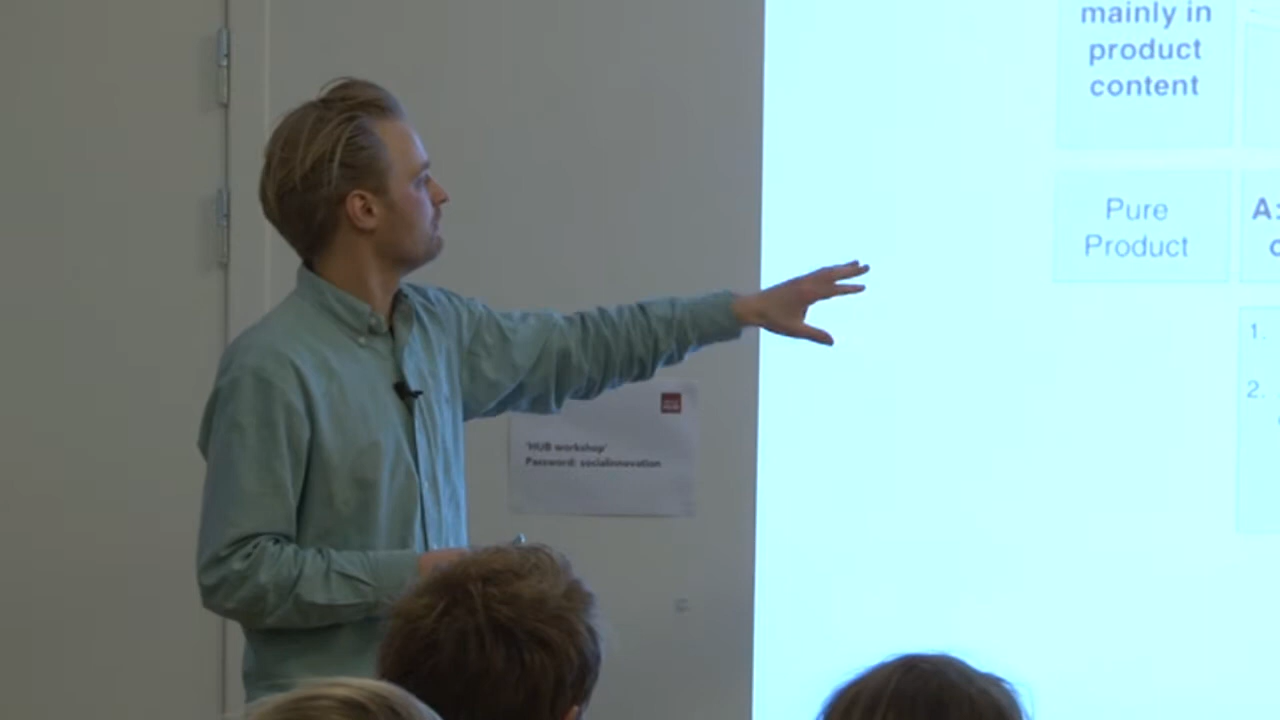 mainly in
product
content
Pure
Product
A:
1.
2.
'HUB workshop'
Password: socialinnovation